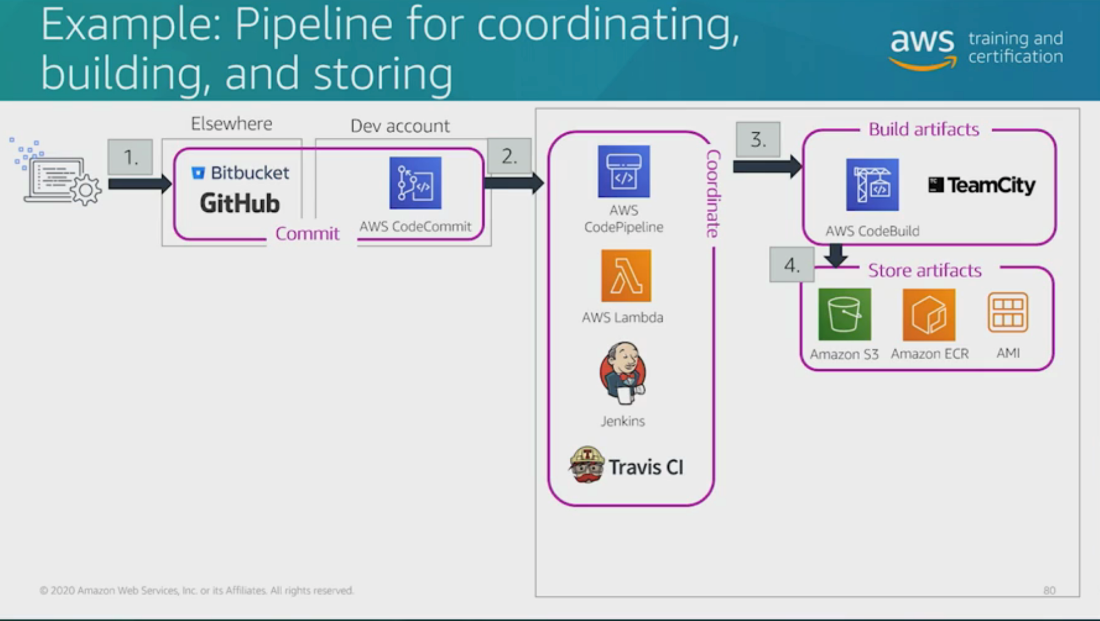 Example: Pipeline for coordinating,
building, and storing
aws training and
certification
Elsewhere
Dev account
1.
Bitbucket
GitHub
</>
AWS CodeCommit
Commit
2.
Coordinate
</>
AWS
CodePipeline
AWS Lambda
Jenkins
T
Travis CI
3.
Build artifacts
</>
AWS CodeBuild
TeamCity
4.
Store artifacts
Amazon S3
Amazon ECR
AMI
© 2020 Amazon Web Services, Inc. or its Affiliates. All rights reserved.
80